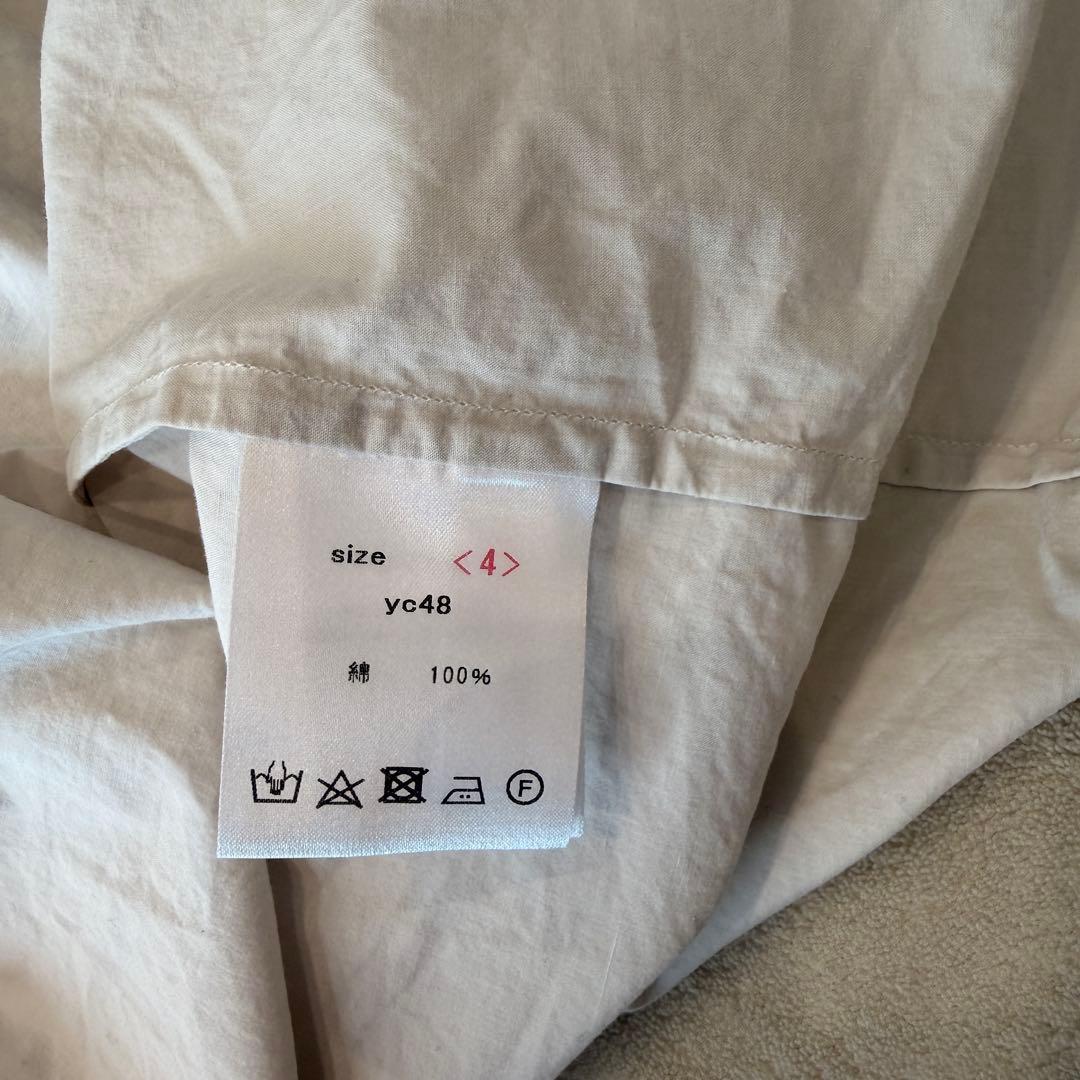 size <4>
yc48
綿 100%
F